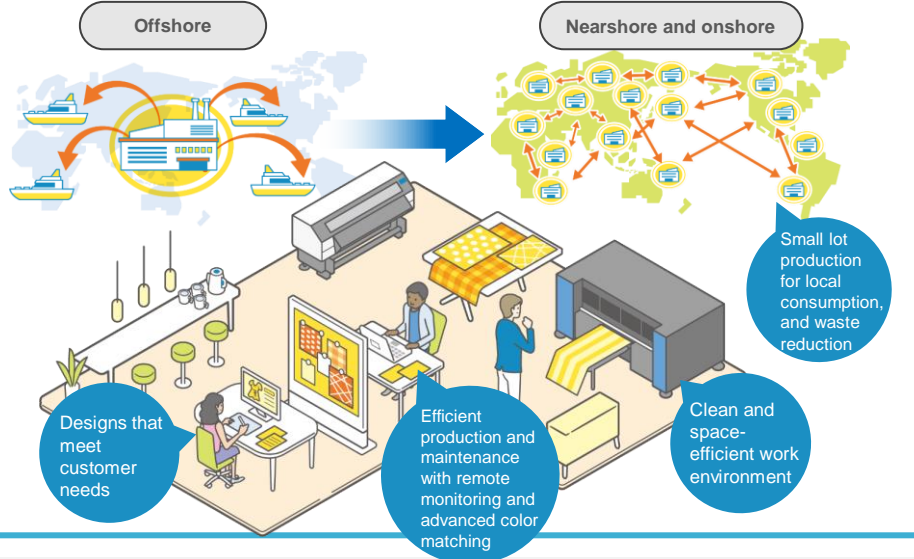 Offshore
Nearshore and onshore
Small lot
production
for local
consumption,
and waste
reduction
Designs that
meet
customer
needs
Efficient
production and
maintenance
with remote
monitoring and
advanced color
matching
Clean and
space-
efficient work
environment